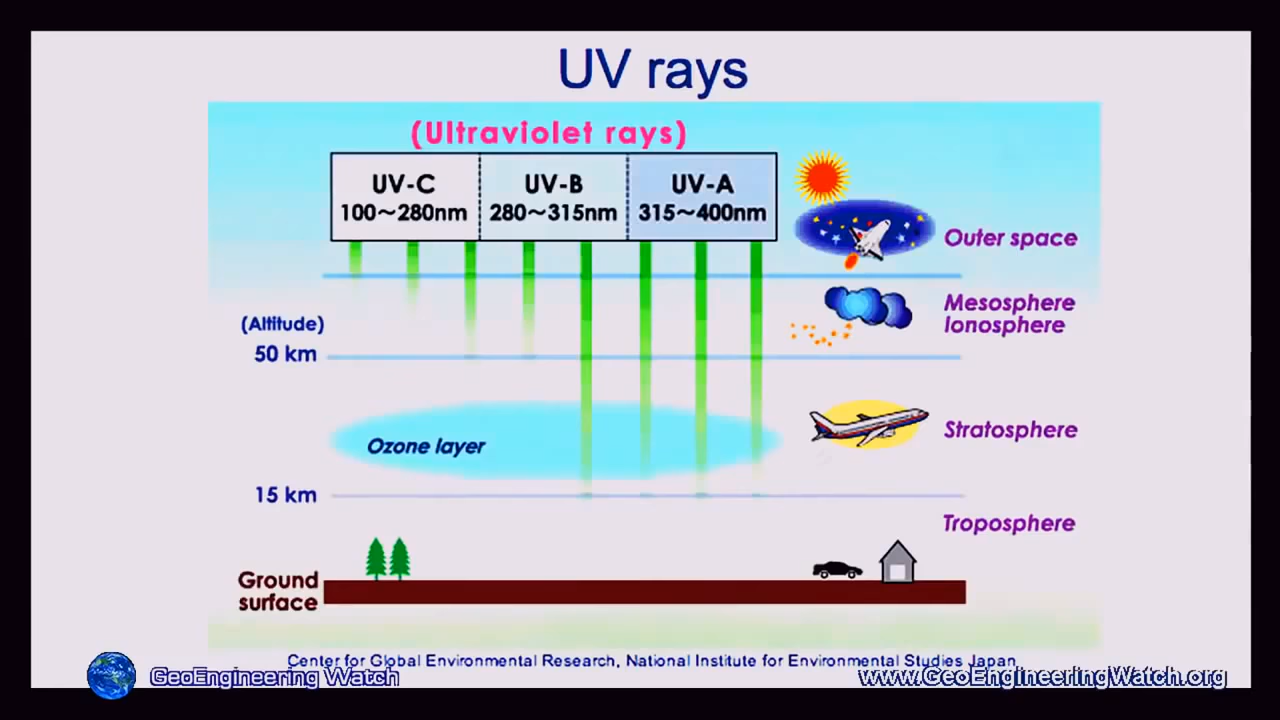 UV rays
(Ultraviolet rays)
UV-C
100~280nm
UV-B
280~315nm
UV-A
315~400nm
Outer space
Mesosphere
Ionosphere
(Altitude)
50 km
Ozone layer
Stratosphere
15 km
Troposphere
Ground
surface
Center for Global Environmental Research, National Institute for Environmental Studies Japan
GeoEngineering Watch
www.GeoEngineeringWatch.org